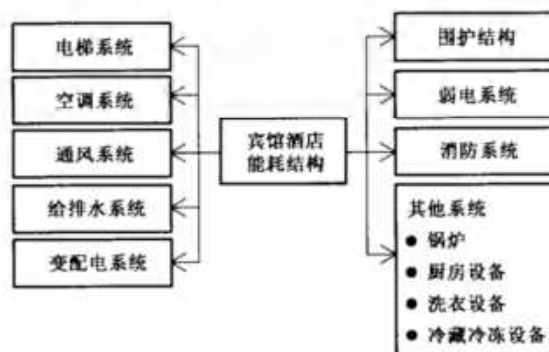 电梯系统
空调系统
通风系统
给排水系统
变配电系统
宾馆酒店
能耗结构
围护结构
弱电系统
消防系统
其他系统
● 锅炉
● 厨房设备
● 洗衣设备
● 冷藏冷冻设备